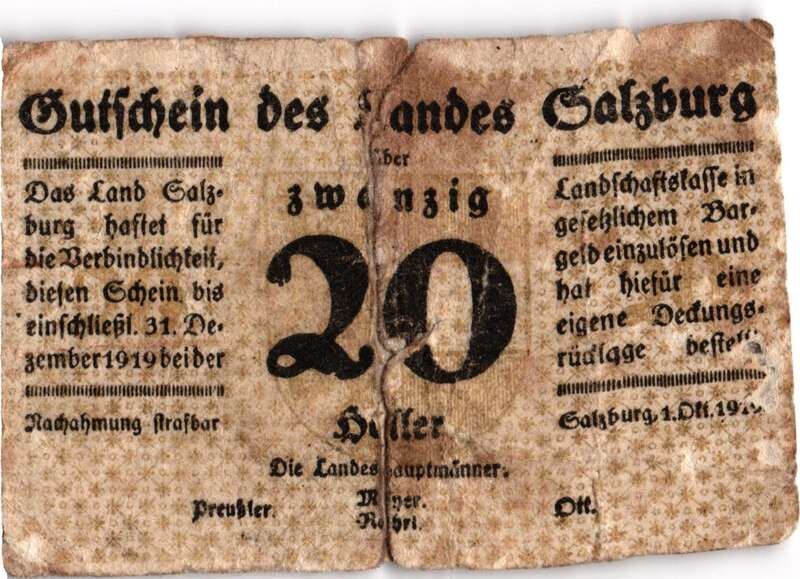 Gutschein des Landes Salzburg
über
zwanzig
20
Heller
Das Land Salz-
burg haftet für
die Verbindlichkeit,
diesen Schein bis
einschließl. 31. De-
zember 1919 bei der
Landschaftskasse in
gesetzlichem Bar-
geld einzulösen und
hat hiefür eine
eigene Deckungs-
rücklage bestellt.
Nachahmung strafbar
Salzburg, 1. Okt. 1919
Die Landeshauptmänner:
Preußler. Meyer. Ott.
Rehrl.